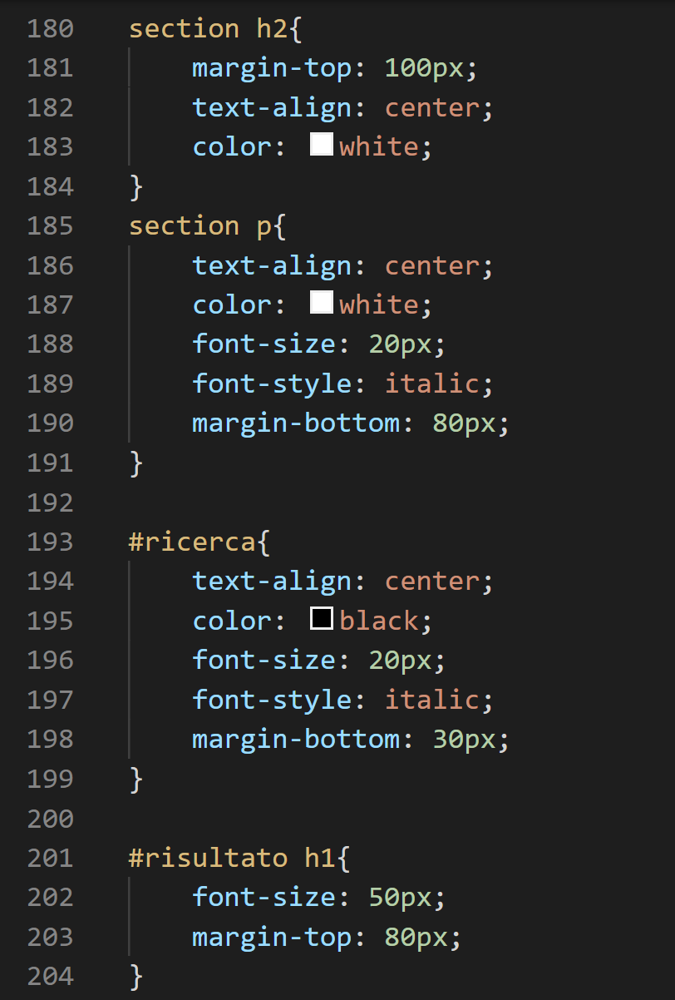 180 section h2{
181     margin-top: 100px;
182     text-align: center;
183     color: white;
184 }
185 section p{
186     text-align: center;
187     color: white;
188     font-size: 20px;
189     font-style: italic;
190     margin-bottom: 80px;
191 }
192
193 #ricerca{
194     text-align: center;
195     color: black;
196     font-size: 20px;
197     font-style: italic;
198     margin-bottom: 30px;
199 }
200
201 #risultato h1{
202     font-size: 50px;
203     margin-top: 80px;
204 }